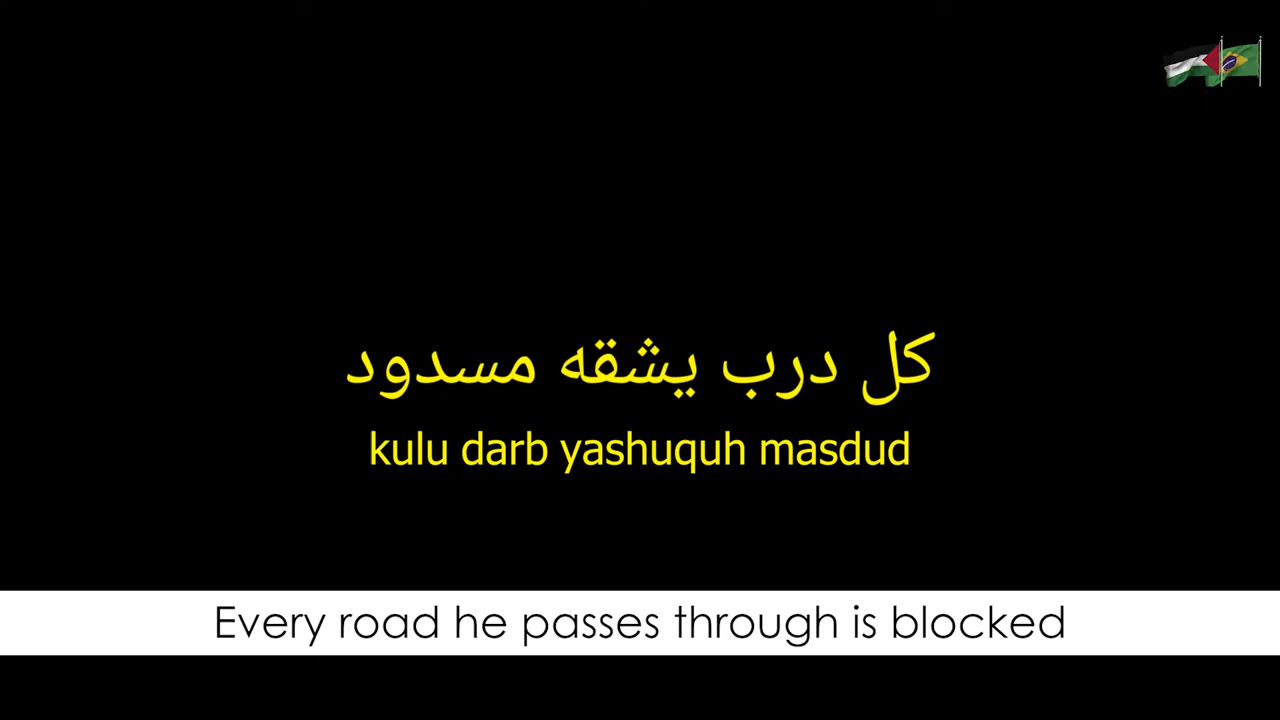 كل درب يشقه مسدود
kulu darb yashuquh masdud
Every road he passes through is blocked